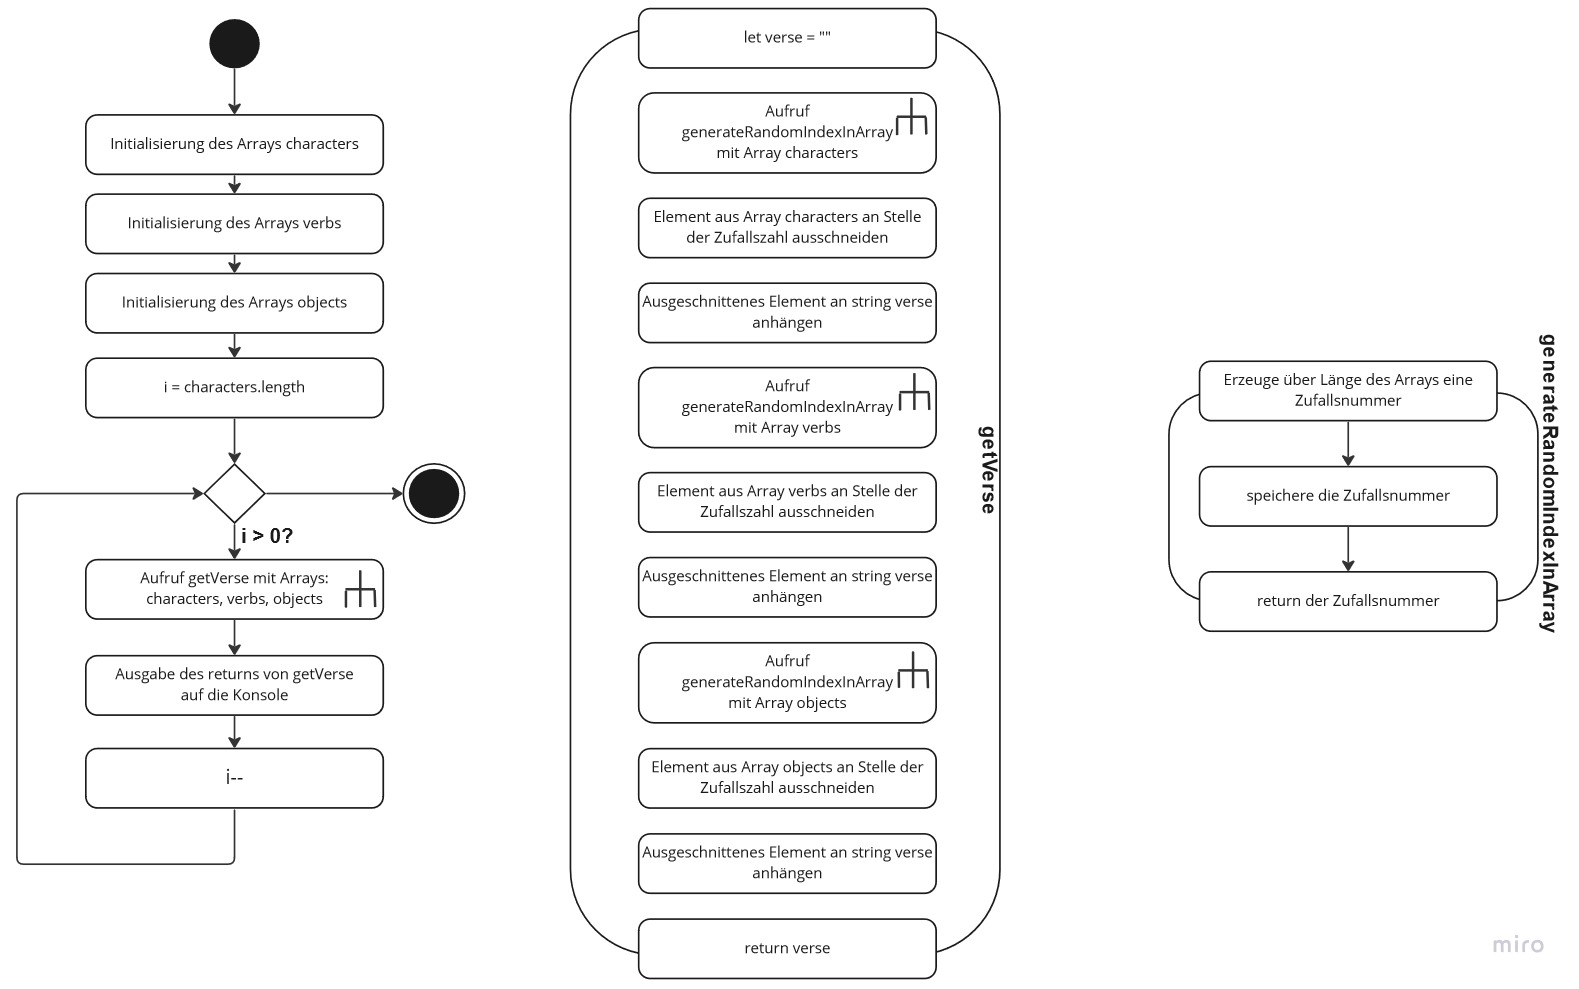 Initialisierung des Arrays characters
Initialisierung des Arrays verbs
Initialisierung des Arrays objects
i = characters.length
i > 0?
Aufruf getVerse mit Arrays:
characters, verbs, objects
Ausgabe des returns von getVerse
auf die Konsole
i--
let verse = ""
Aufruf
generateRandomIndexInArray
mit Array characters
Element aus Array characters an Stelle
der Zufallszahl ausschneiden
Ausgeschnittenes Element an string verse
anhängen
Aufruf
generateRandomIndexInArray
mit Array verbs
Element aus Array verbs an Stelle der
Zufallszahl ausschneiden
Ausgeschnittenes Element an string verse
anhängen
Aufruf
generateRandomIndexInArray
mit Array objects
Element aus Array objects an Stelle der
Zufallszahl ausschneiden
Ausgeschnittenes Element an string verse
anhängen
return verse
getVerse
Erzeuge über Länge des Arrays eine
Zufallsnummer
speichere die Zufallsnummer
return der Zufallsnummer
generateRandomIndexInArray
miro